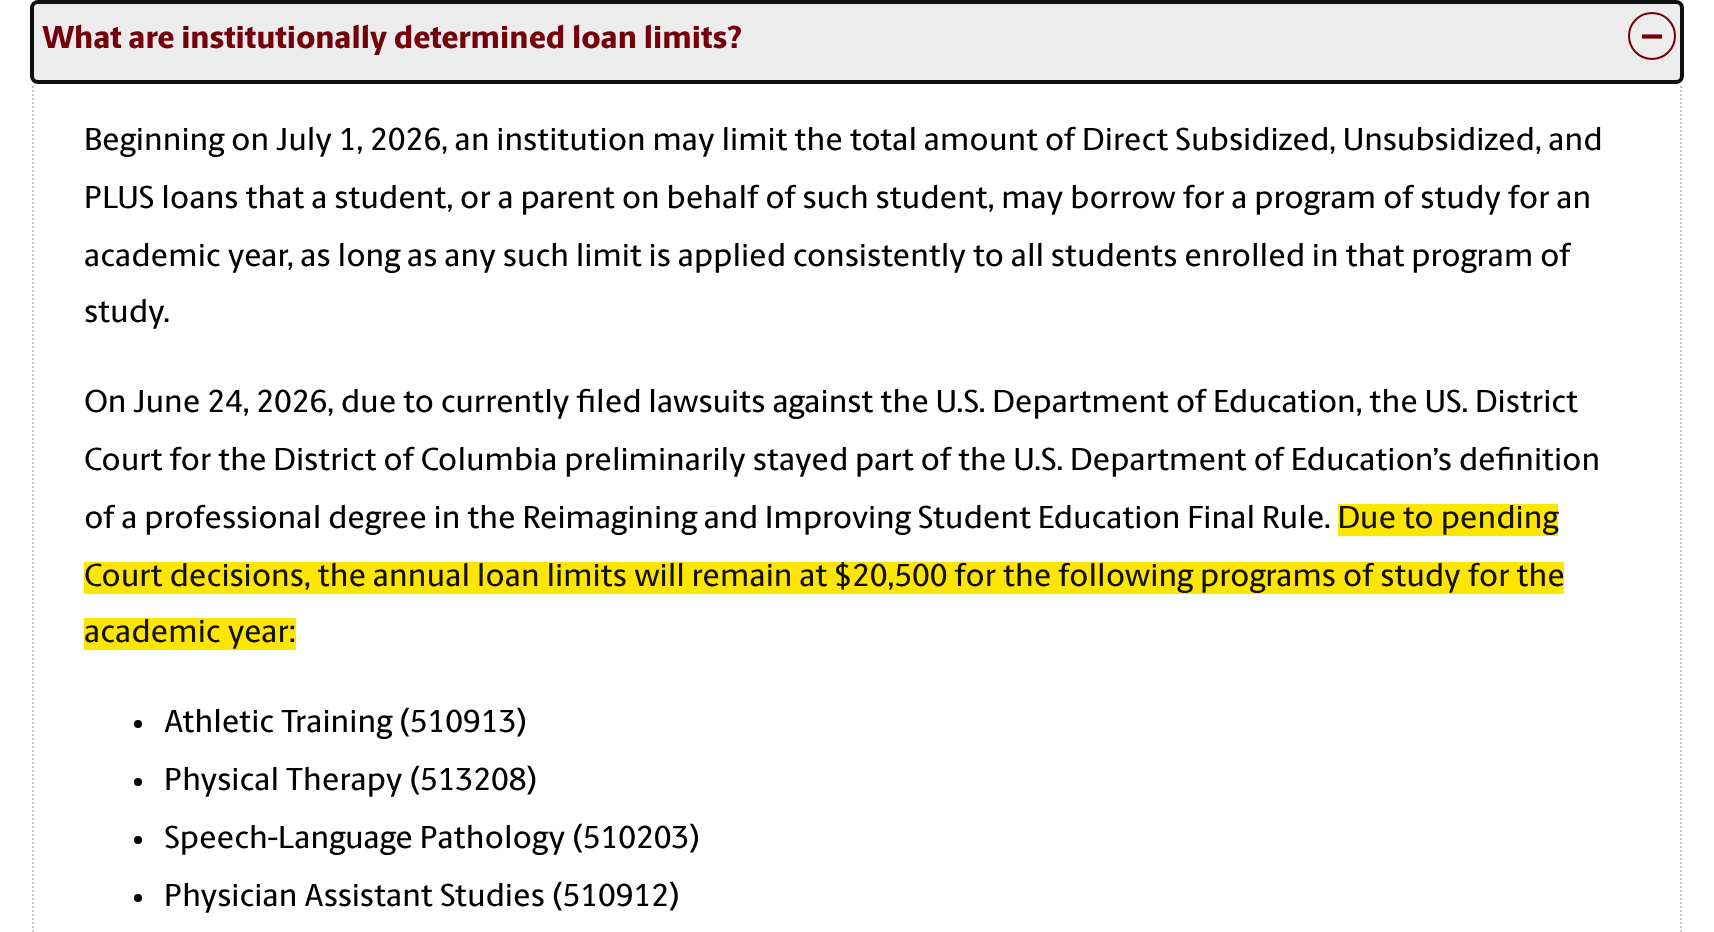 What are institutionally determined loan limits?
Beginning on July 1, 2026, an institution may limit the total amount of Direct Subsidized, Unsubsidized, and
PLUS loans that a student, or a parent on behalf of such student, may borrow for a program of study for an
academic year, as long as any such limit is applied consistently to all students enrolled in that program of
study.
On June 24, 2026, due to currently filed lawsuits against the U.S. Department of Education, the US. District
Court for the District of Columbia preliminarily stayed part of the U.S. Department of Education’s definition
of a professional degree in the Reimagining and Improving Student Education Final Rule. Due to pending
Court decisions, the annual loan limits will remain at $20,500 for the following programs of study for the
academic year:
• Athletic Training (510913)
• Physical Therapy (513208)
• Speech-Language Pathology (510203)
• Physician Assistant Studies (510912)